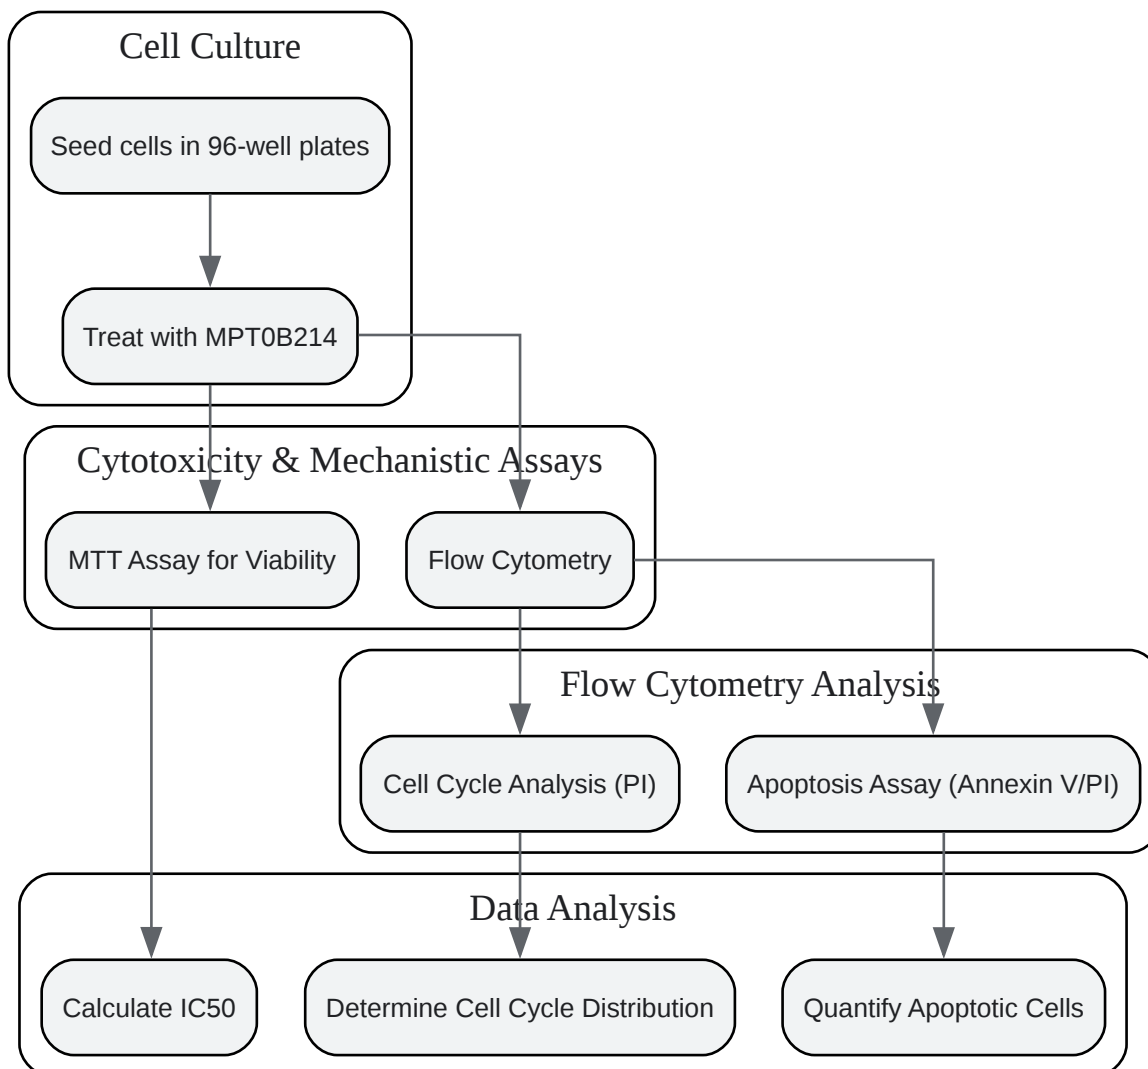 Cell Culture
Seed cells in 96-well plates
Treat with MPT0B214
Cytotoxicity & Mechanistic Assays
MTT Assay for Viability
Flow Cytometry
Flow Cytometry Analysis
Cell Cycle Analysis (PI)
Apoptosis Assay (Annexin V/PI)
Data Analysis
Calculate IC50
Determine Cell Cycle Distribution
Quantify Apoptotic Cells